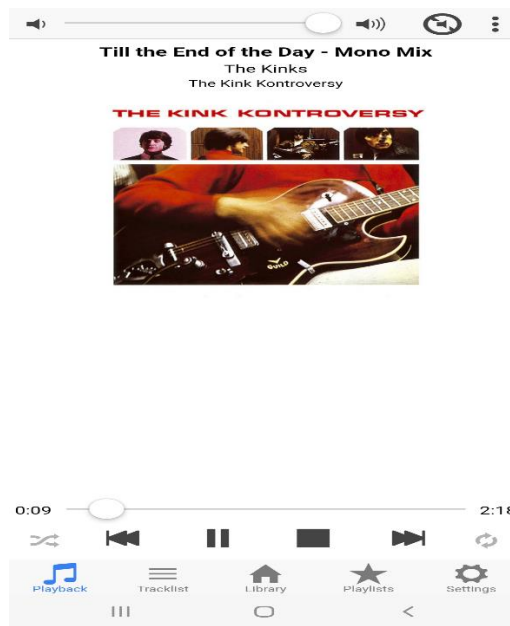 Till the End of the Day - Mono Mix
The Kinks
The Kink Kontroversy
THE KINK KONTROVERSY
GUILD
0:09
2:18
Playback Tracklist Library Playlists Settings